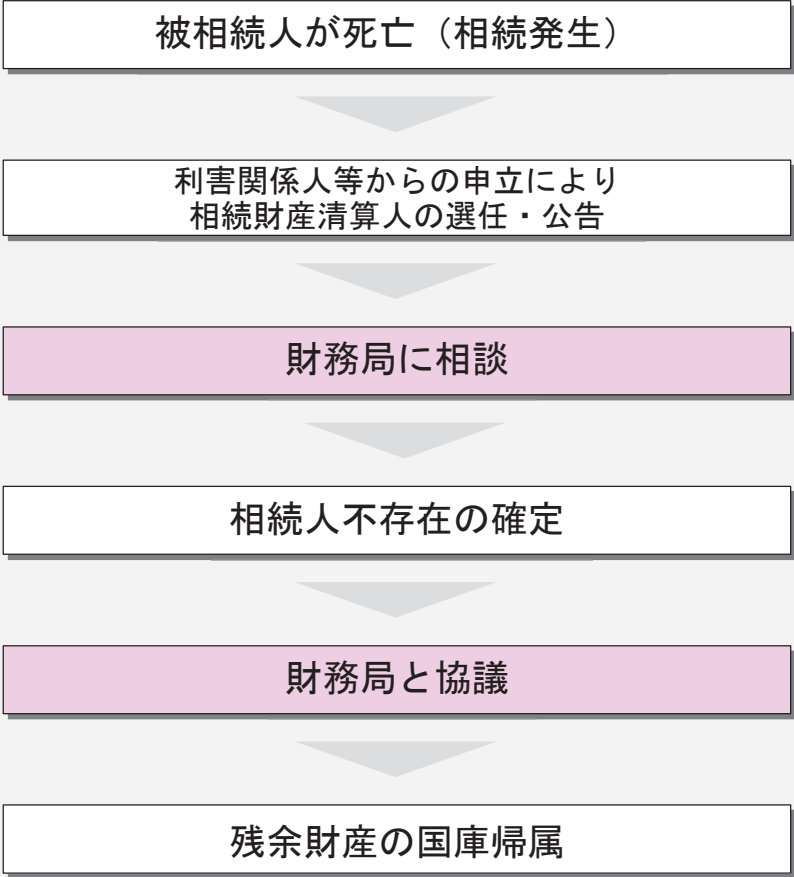 被相続人が死亡（相続発生）
利害関係人等からの申立により
相続財産清算人の選任・公告
財務局に相談
相続人不存在の確定
財務局と協議
残余財産の国庫帰属